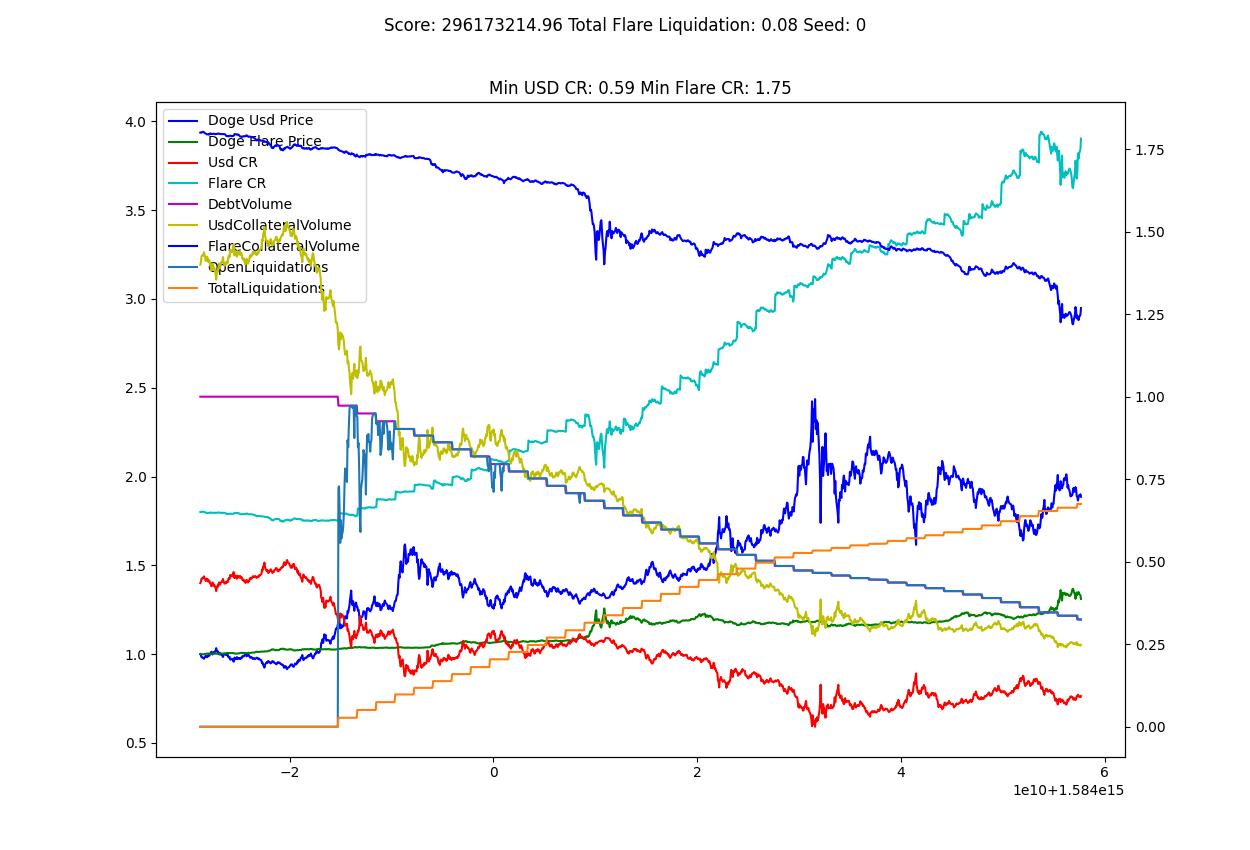 Score: 296173214.96 Total Flare Liquidation: 0.08 Seed: 0
Min USD CR: 0.59 Min Flare CR: 1.75
Doge Usd Price
Doge Flare Price
Usd CR
Flare CR
DebtVolume
UsdCollateralVolume
FlareCollateralVolume
OpenLiquidations
TotalLiquidations
4.0
3.5
3.0
2.5
2.0
1.5
1.0
0.5
1.75
1.50
1.25
1.00
0.75
0.50
0.25
0.00
−2 0 2 4 6
1e10+1.584e15